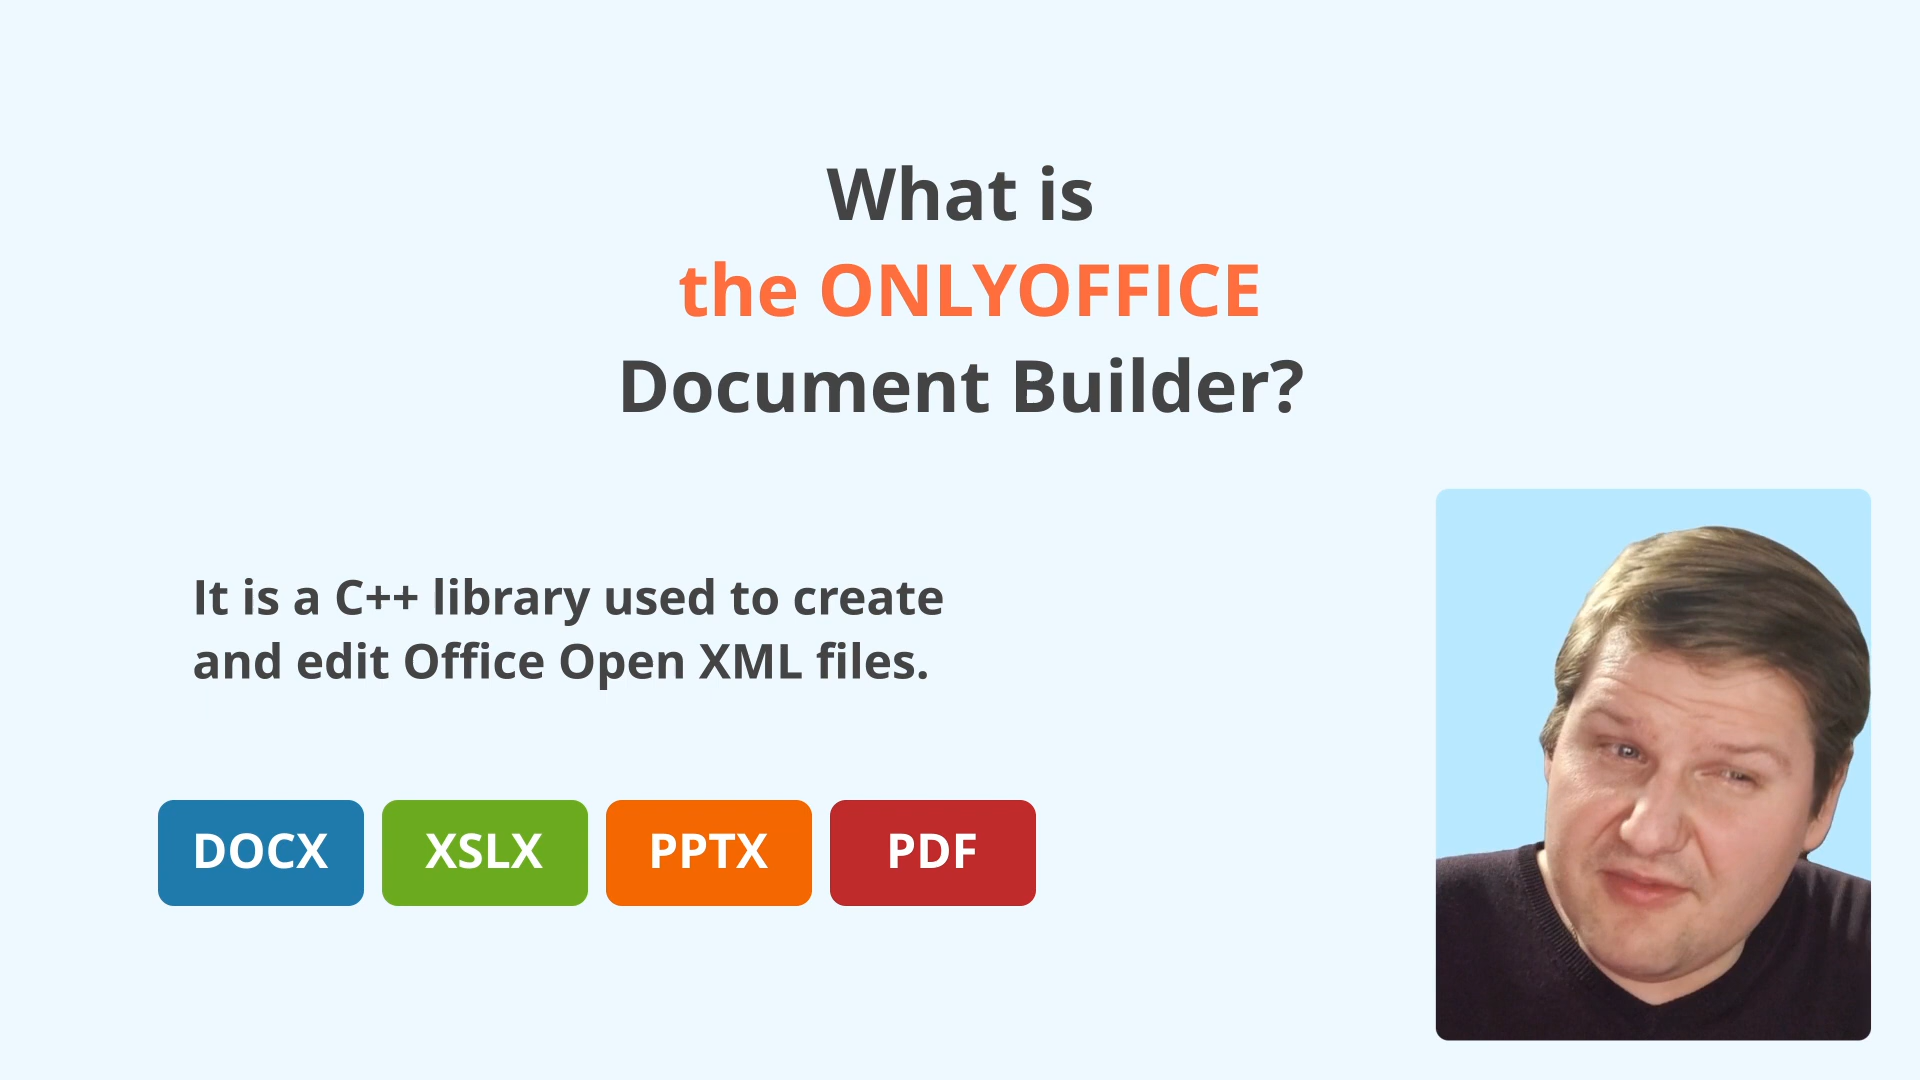 What is
the ONLYOFFICE
Document Builder?
It is a C++ library used to create
and edit Office Open XML files.
DOCX XSLX PPTX PDF